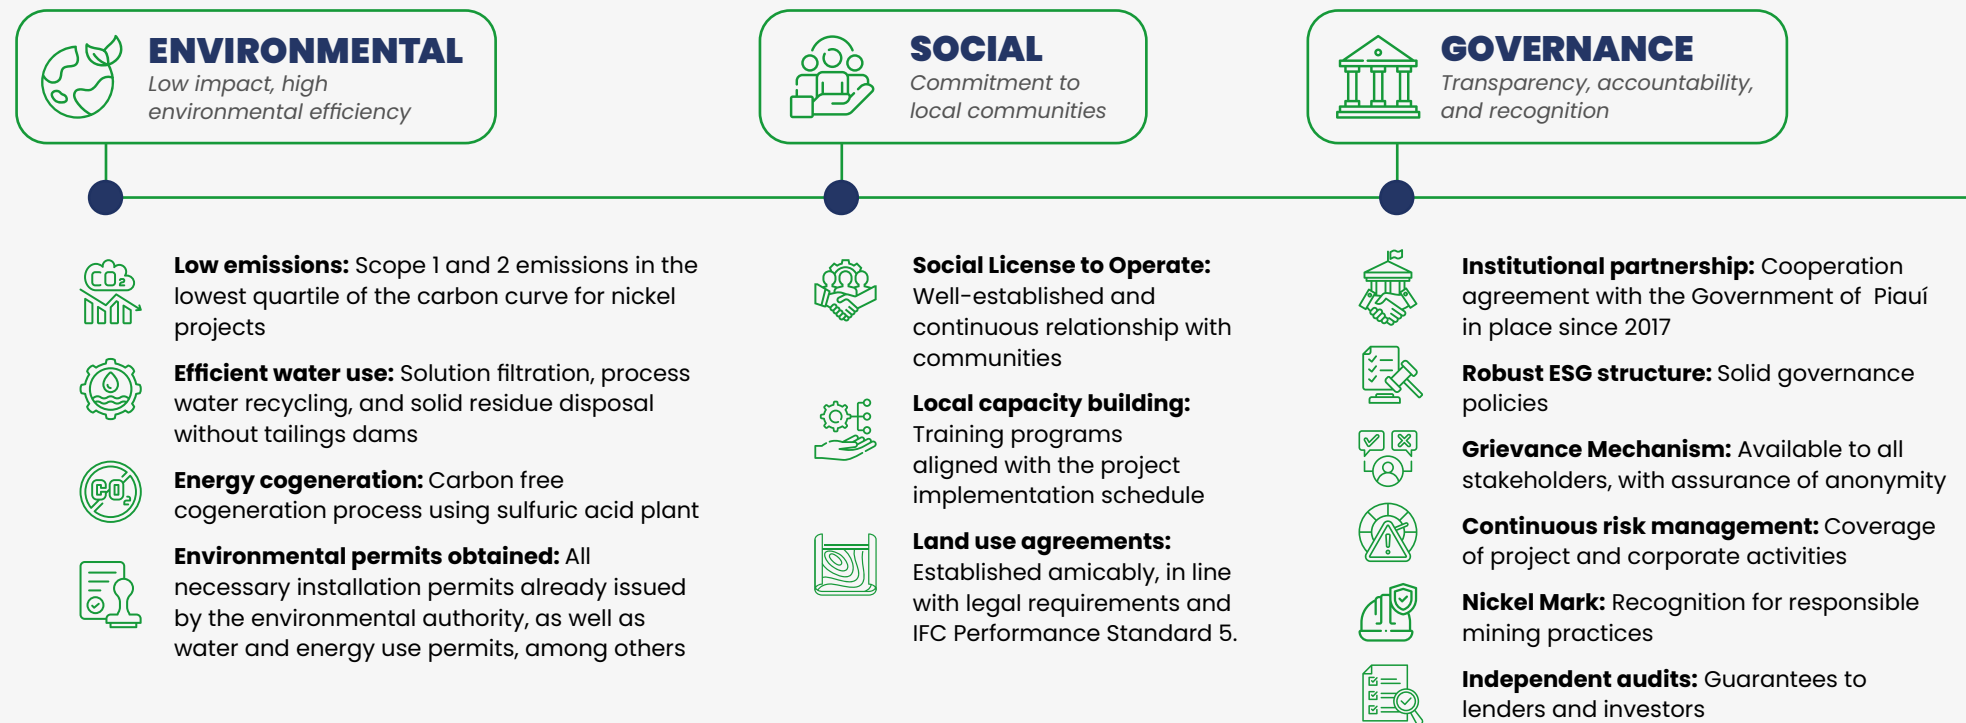 ENVIRONMENTAL
Low impact, high
environmental efficiency
SOCIAL
Commitment to
local communities
GOVERNANCE
Transparency, accountability,
and recognition
CO₂
Low emissions: Scope 1 and 2 emissions in the
lowest quartile of the carbon curve for nickel
projects
Efficient water use: Solution filtration, process
water recycling, and solid residue disposal
without tailings dams
CO₂
Energy cogeneration: Carbon free
cogeneration process using sulfuric acid plant
Environmental permits obtained: All
necessary installation permits already issued
by the environmental authority, as well as
water and energy use permits, among others
Social License to Operate:
Well-established and
continuous relationship with
communities
Local capacity building:
Training programs
aligned with the project
implementation schedule
Land use agreements:
Established amicably, in line
with legal requirements and
IFC Performance Standard 5.
Institutional partnership: Cooperation
agreement with the Government of  Piauí
in place since 2017
Robust ESG structure: Solid governance
policies
Grievance Mechanism: Available to all
stakeholders, with assurance of anonymity
Continuous risk management: Coverage
of project and corporate activities
Nickel Mark: Recognition for responsible
mining practices
Independent audits: Guarantees to
lenders and investors